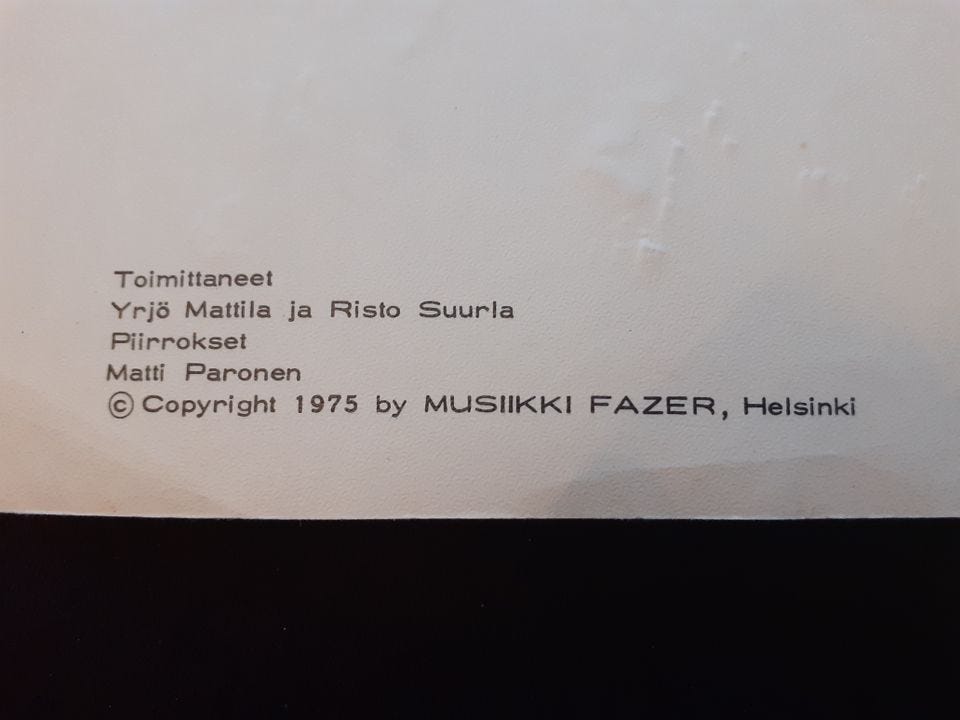 Toimittaneet
Yrjö Mattila ja Risto Suurla
Piirrokset
Matti Paronen
© Copyright 1975 by MUSIIKKI FAZER, Helsinki